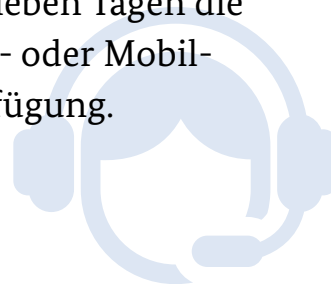 ieben Tagen die
- oder Mobil-
fügung.